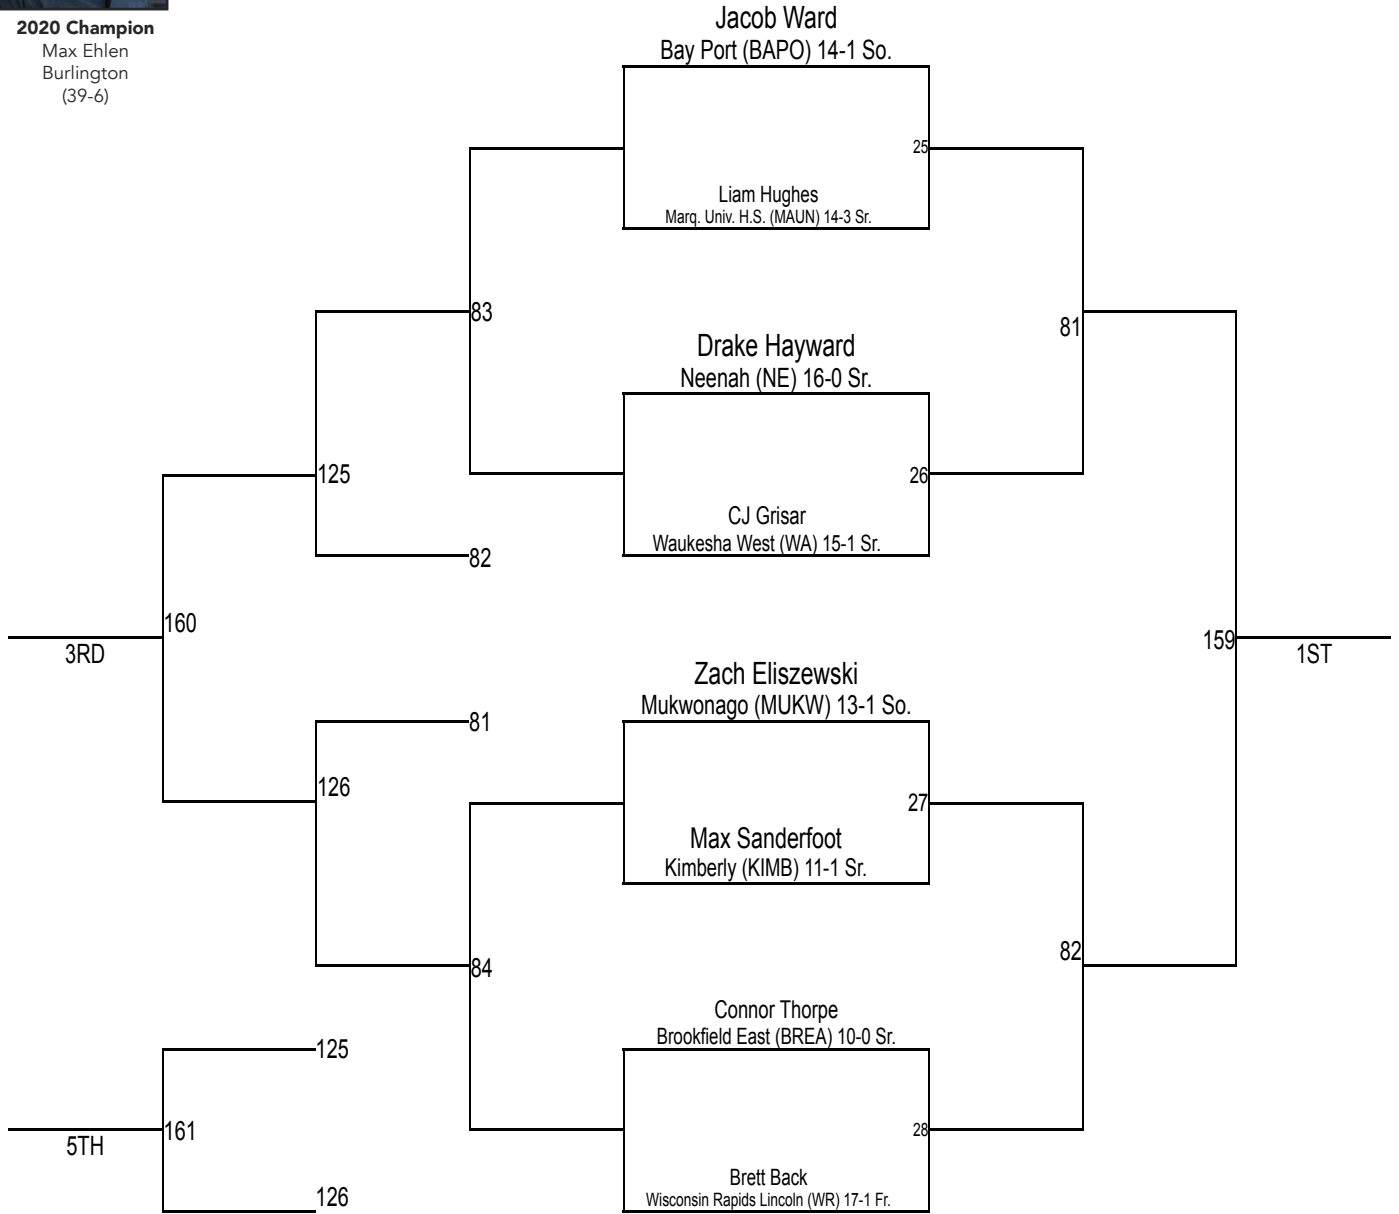 2020 Champion
Max Ehlen
Burlington
(39-6)
Jacob Ward
Bay Port (BAPO) 14-1 So.
25
Liam Hughes
Marq. Univ. H.S. (MAUN) 14-3 Sr.
83
81
Drake Hayward
Neenah (NE) 16-0 Sr.
125
26
CJ Grisar
Waukesha West (WA) 15-1 Sr.
82
160
3RD
159
1ST
Zach Eliszewski
Mukwonago (MUKW) 13-1 So.
81
126
27
Max Sanderfoot
Kimberly (KIMB) 11-1 Sr.
82
84
Connor Thorpe
Brookfield East (BREA) 10-0 Sr.
125
161
5TH
28
Brett Back
Wisconsin Rapids Lincoln (WR) 17-1 Fr.
126